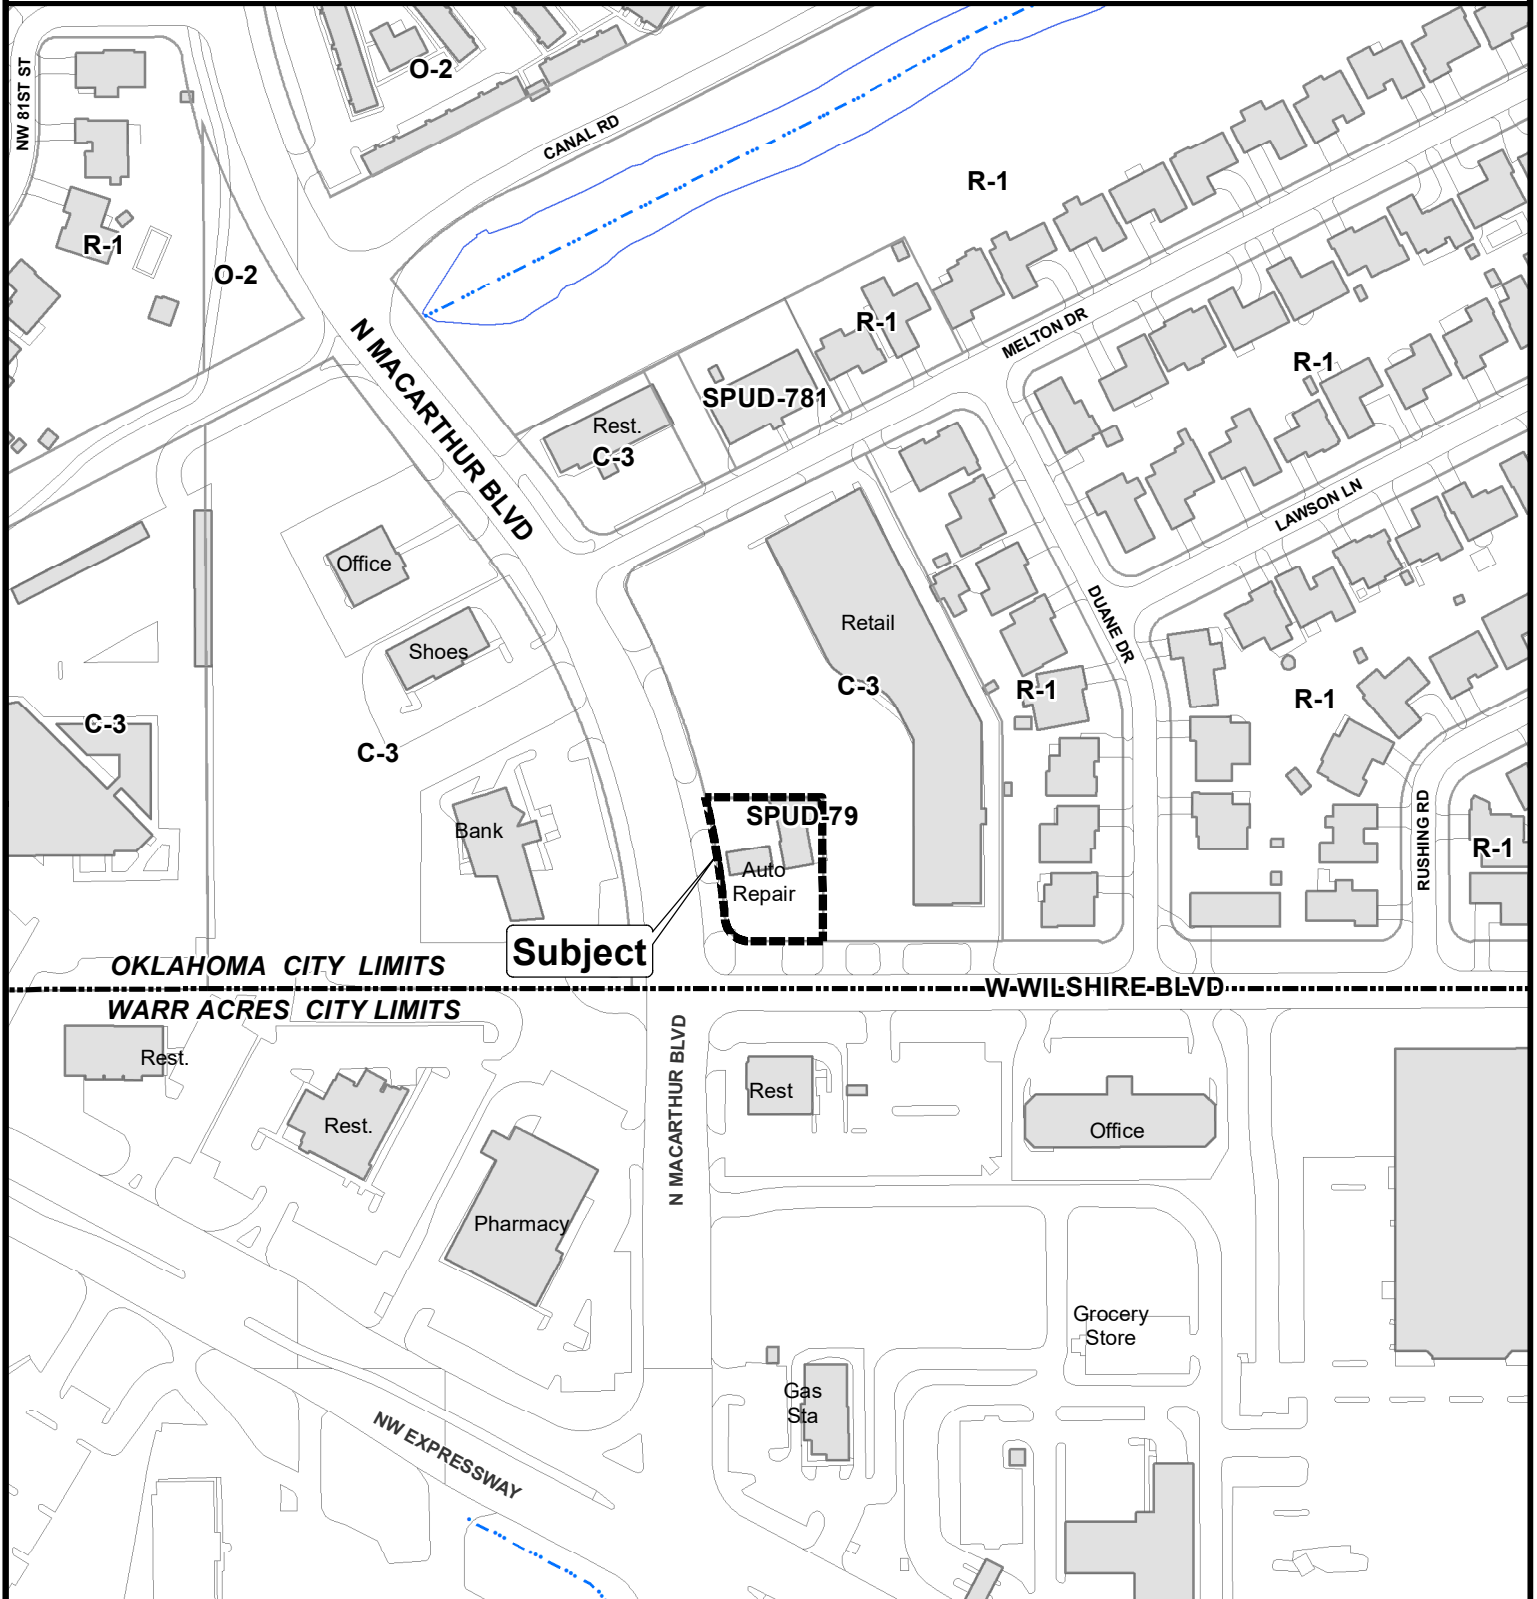 NW 81ST ST
O-2
CANAL RD
R-1
R-1
O-2
N MACARTHUR BLVD
R-1
MELTON DR
R-1
SPUD-781
Rest.
C-3
LAWSON LN
Office
Retail
DUANE DR
Shoes
C-3
R-1
R-1
C-3
C-3
SPUD-79
Bank
RUSHING RD
R-1
Auto
Repair
Subject
OKLAHOMA CITY LIMITS
W WILSHIRE BLVD
WARR ACRES CITY LIMITS
Rest.
N MACARTHUR BLVD
Rest
Rest.
Office
Pharmacy
Grocery
Store
Gas
Sta
NW EXPRESSWAY